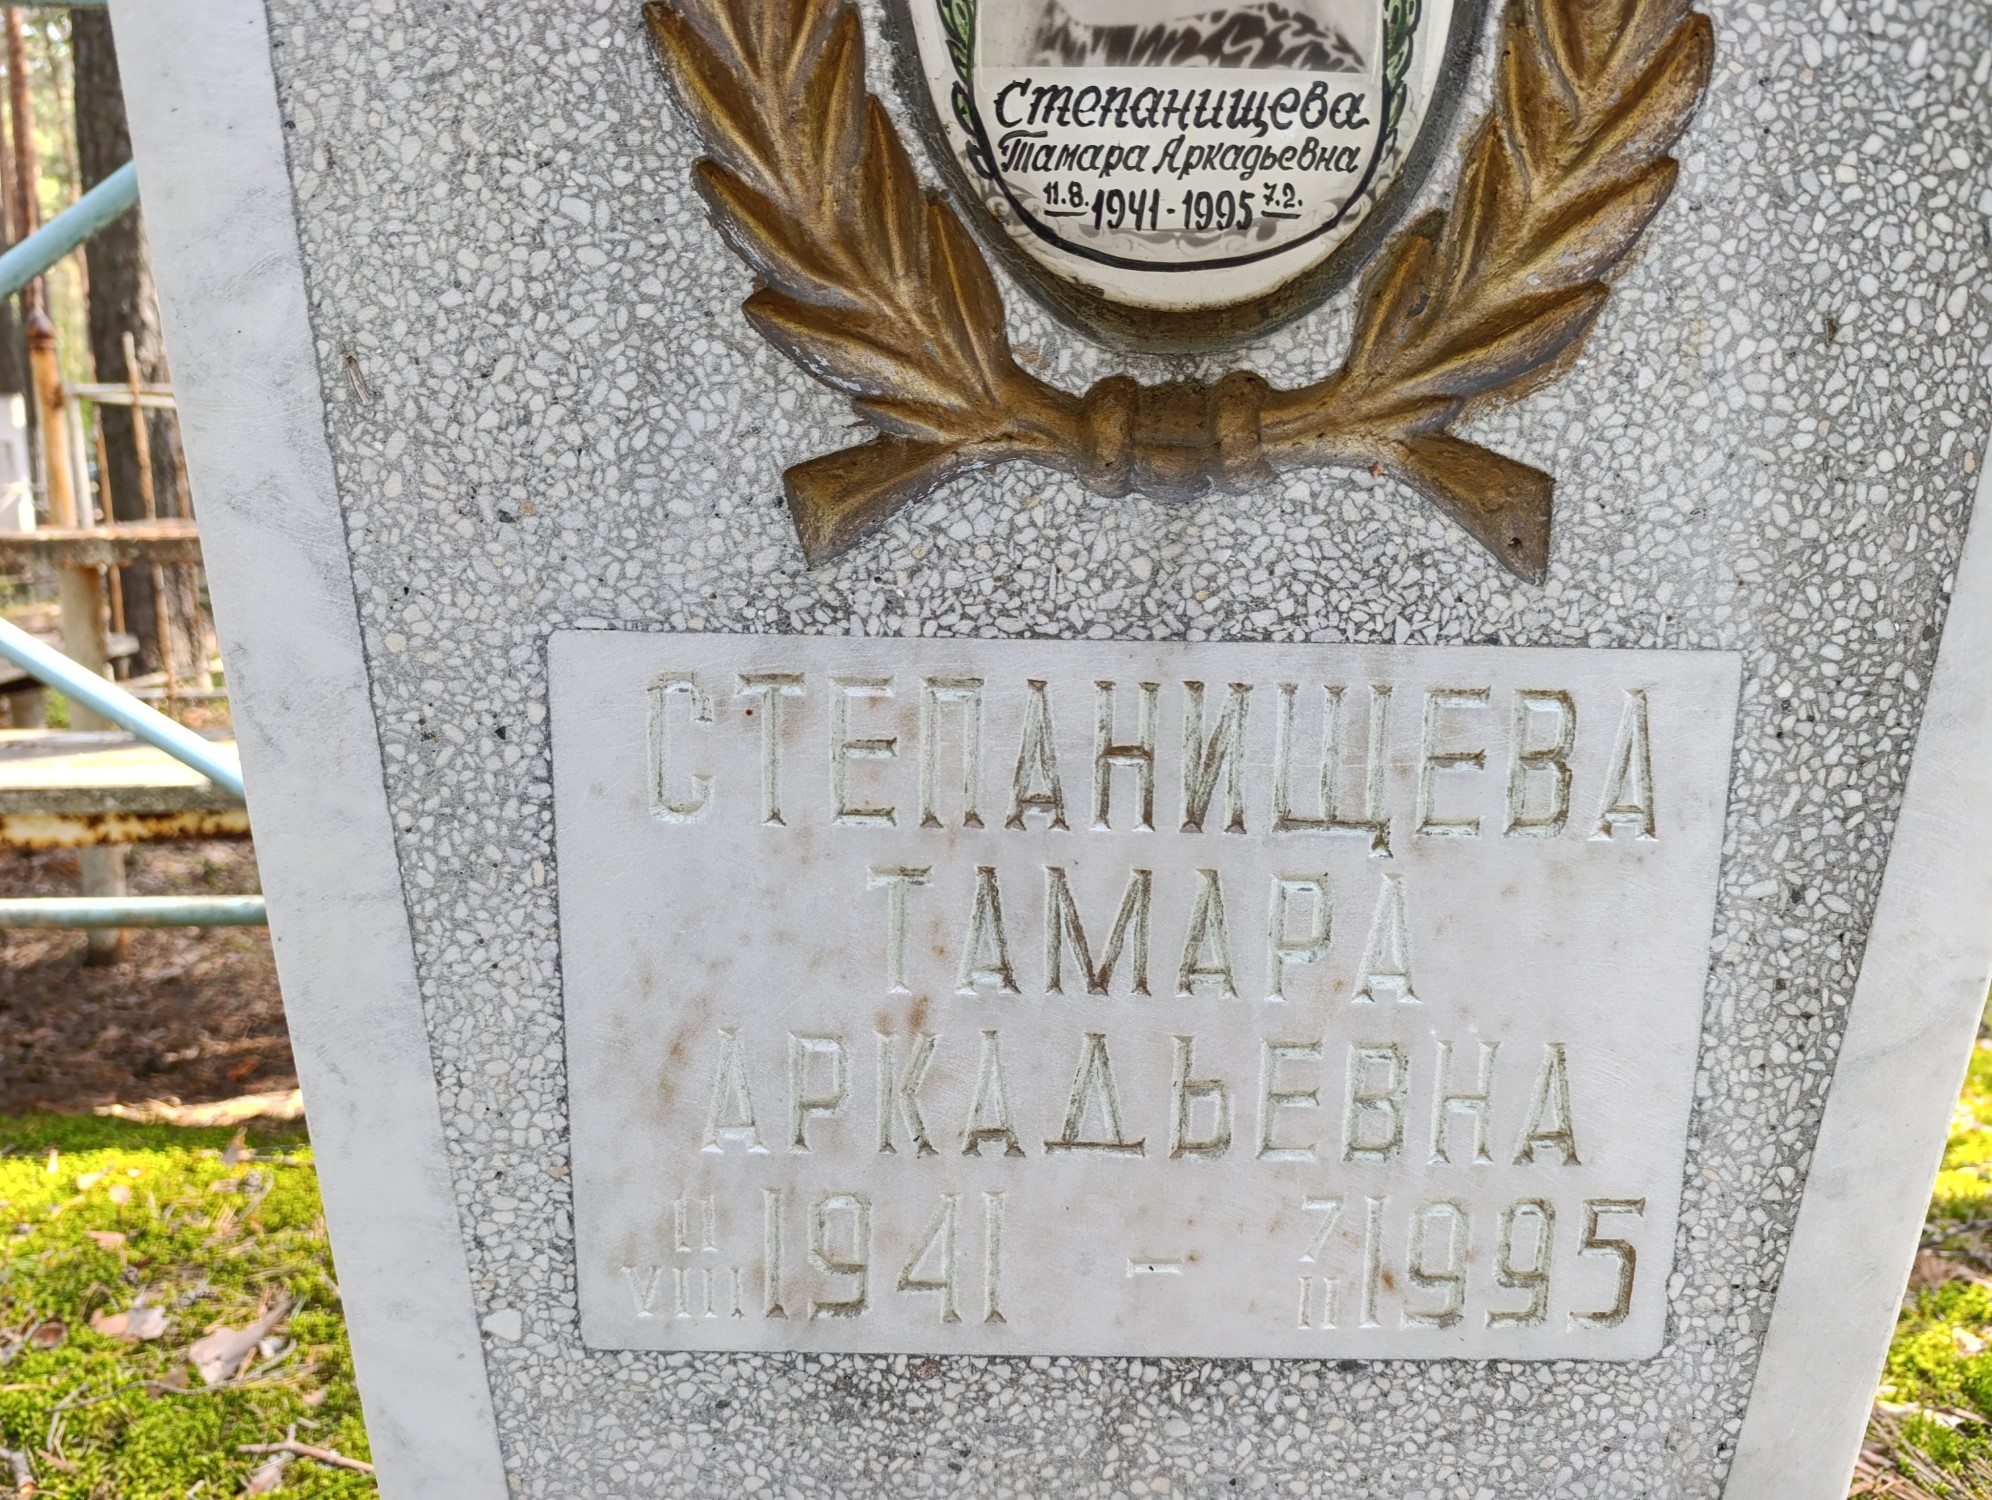 Степанищева
Тамара Аркадьевна
11.8. 1941 - 1995 7.2.
СТЕПАНИЩЕВА
ТАМАРА
АРКАДЬЕВНА
11 VIII 1941 - 7 II 1995